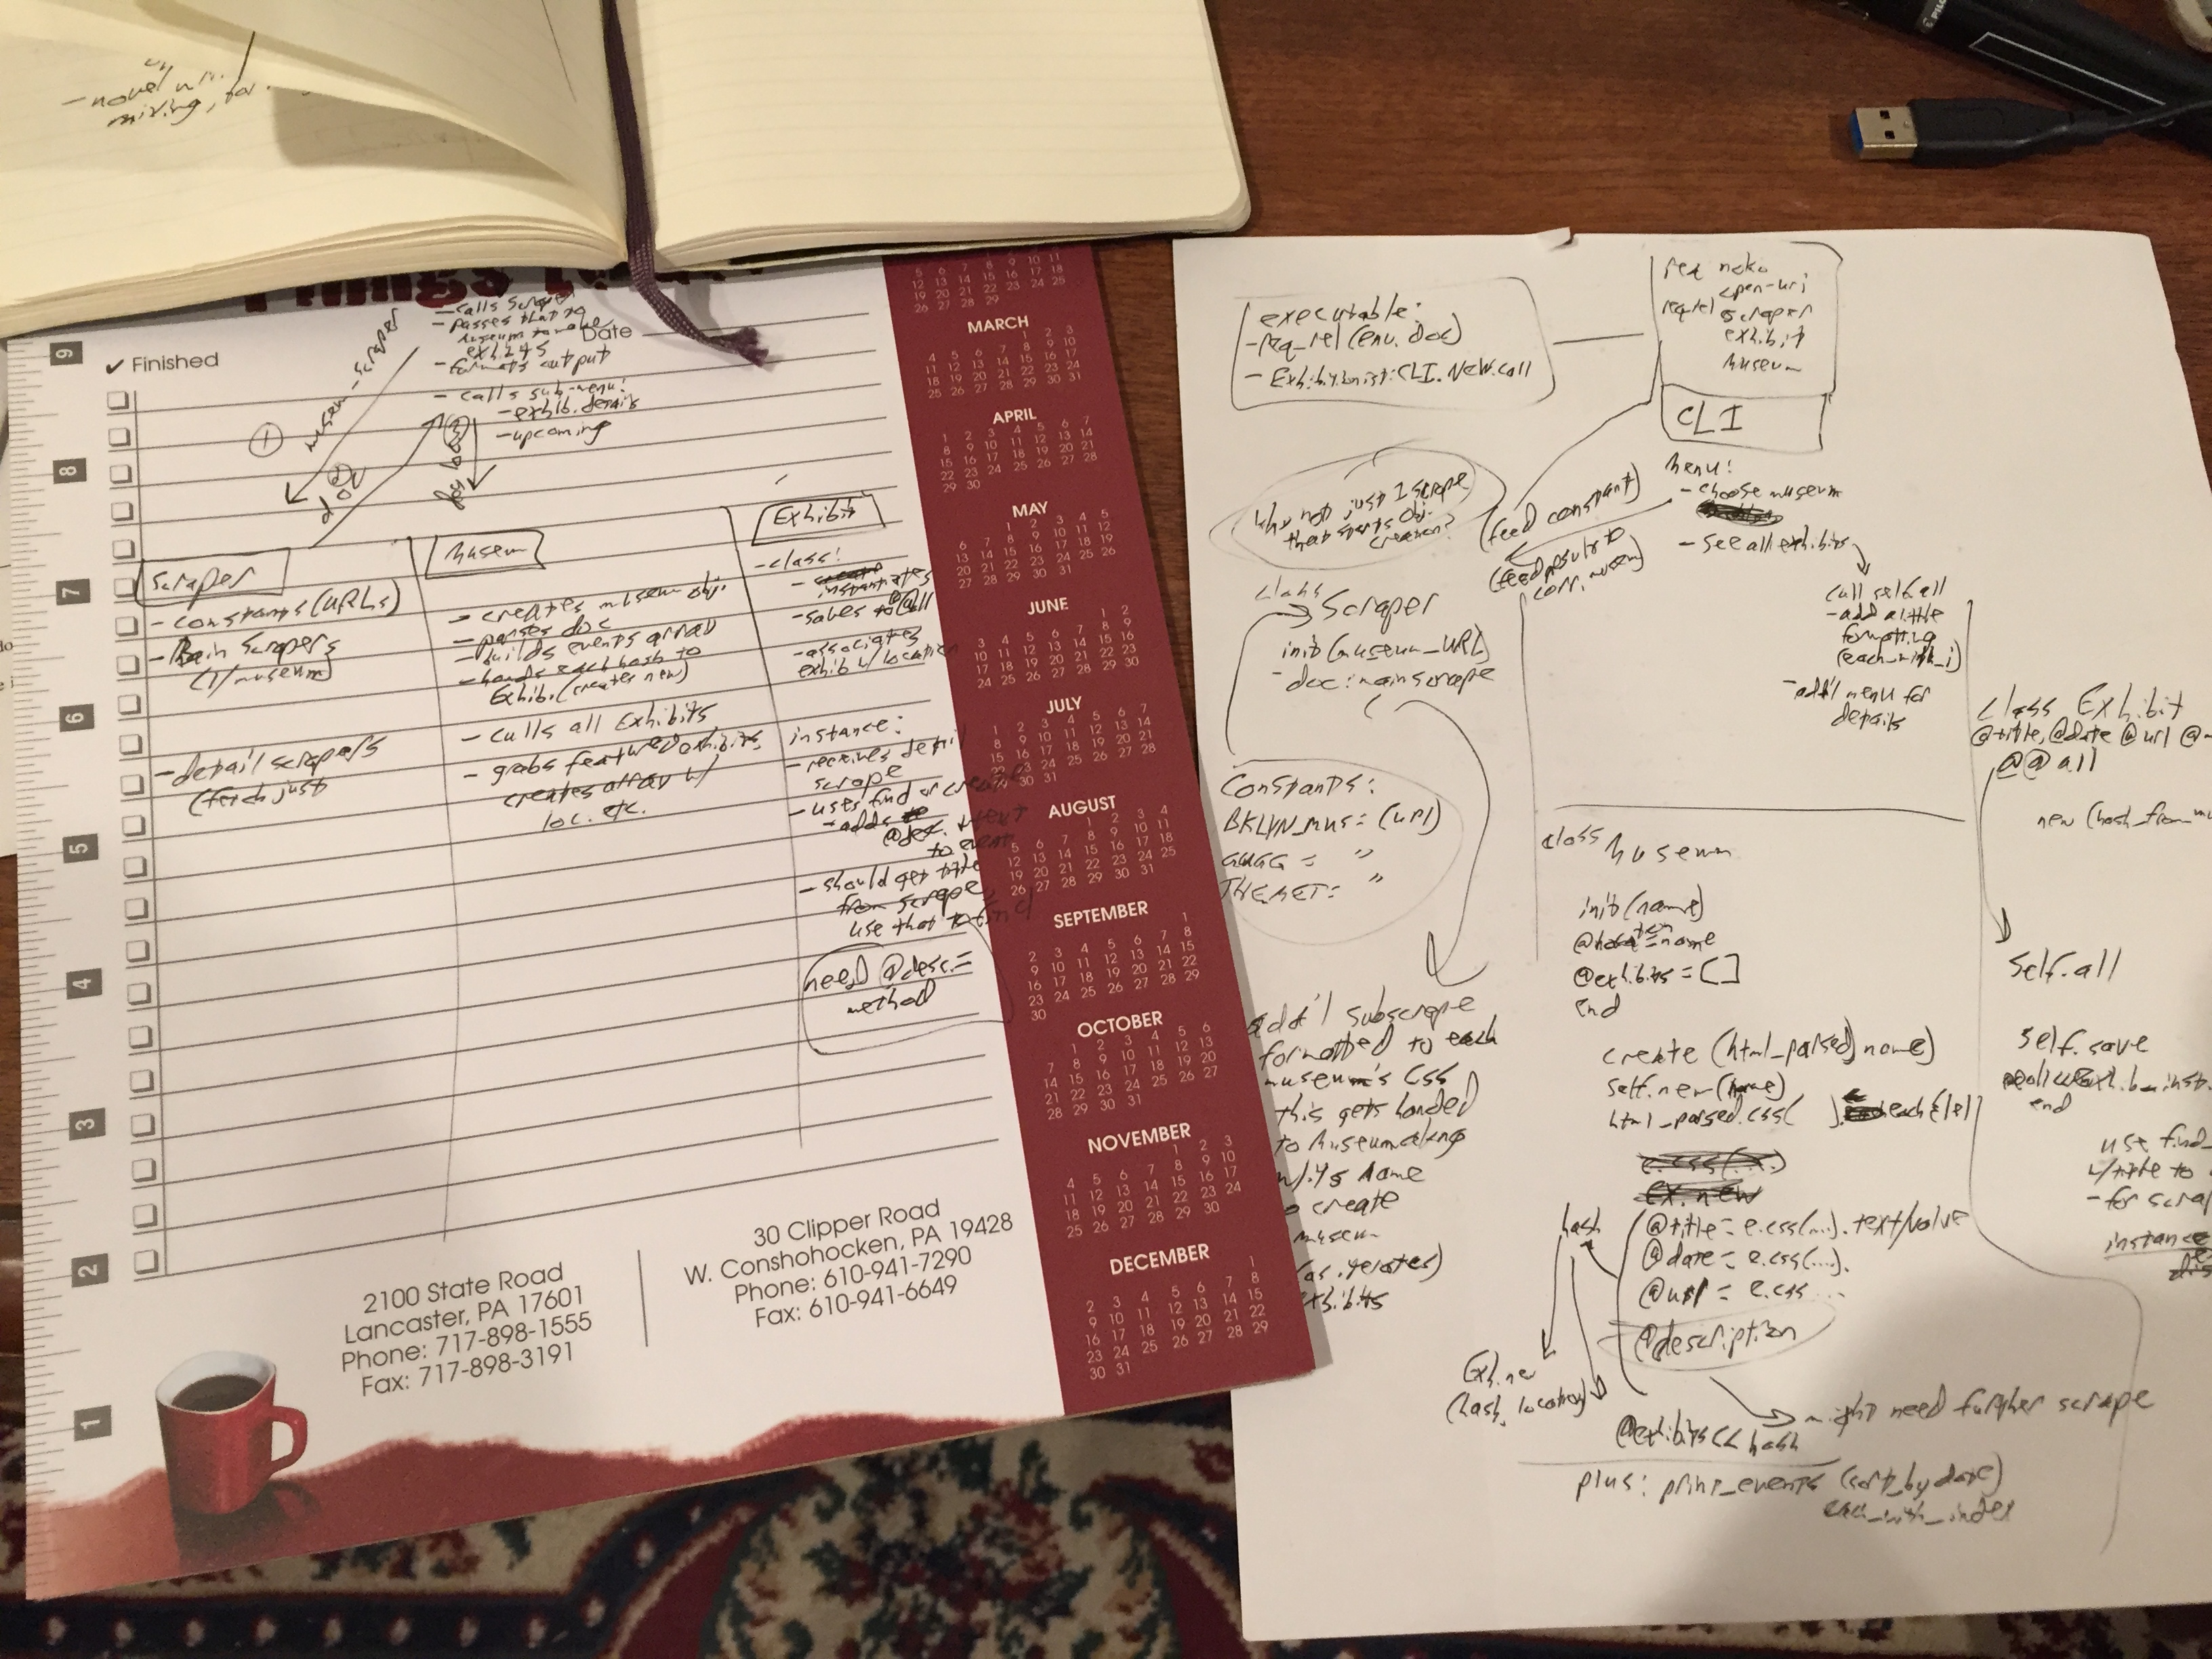 - novel
mixing, for
Things To
- calls scraper
- passes that to
museum to make
exhibits
Date
- formats output
- calls sub-menu:
- exhib. details
- upcoming
✓ Finished
museum-scraper
1
2
doc
9
8
7
6
5
4
3
2
1
Scraper
- constants (URLs)
- Main Scrapers
(1/museum)
- detail scrapers
(fetch just
Museum
- creates museum obj.
- parses doc
- builds events array
- hands each hash to
Exhib. (creates new)
- calls all Exhibits
- grabs featured exhibits,
creates array w/
loc. etc.
Exhibit
- class:
- create
instantiates
- saves to @@all
- associates
exhib w/ location
instance:
- receives detail
scrape
- uses find or create
- adds to
@desc.
to event
- should get title
from scrape,
use that to find
need @desc.=
method
2100 State Road
Lancaster, PA 17601
Phone: 717-898-1555
Fax: 717-898-3191
30 Clipper Road
W. Conshohocken, PA 19428
Phone: 610-941-7290
Fax: 610-941-6649
5 6 7 8 9 10 11
12 13 14 15 16 17 18
19 20 21 22 23 24 25
26 27 28 29
MARCH
1 2 3
4 5 6 7 8 9 10
11 12 13 14 15 16 17
18 19 20 21 22 23 24
25 26 27 28 29 30 31
APRIL
1 2 3 4 5 6 7
8 9 10 11 12 13 14
15 16 17 18 19 20 21
22 23 24 25 26 27 28
29 30
MAY
1 2 3 4 5
6 7 8 9 10 11 12
13 14 15 16 17 18 19
20 21 22 23 24 25 26
27 28 29 30 31
JUNE
1 2
3 4 5 6 7 8 9
10 11 12 13 14 15 16
17 18 19 20 21 22 23
24 25 26 27 28 29 30
JULY
1 2 3 4 5 6 7
8 9 10 11 12 13 14
15 16 17 18 19 20 21
22 23 24 25 26 27 28
29 30 31
AUGUST
1 2 3 4
5 6 7 8 9 10 11
12 13 14 15 16 17 18
19 20 21 22 23 24 25
26 27 28 29 30 31
SEPTEMBER
1
2 3 4 5 6 7 8
9 10 11 12 13 14 15
16 17 18 19 20 21 22
23 24 25 26 27 28 29
30
OCTOBER
1 2 3 4 5 6
7 8 9 10 11 12 13
14 15 16 17 18 19 20
21 22 23 24 25 26 27
28 29 30 31
NOVEMBER
1 2 3
4 5 6 7 8 9 10
11 12 13 14 15 16 17
18 19 20 21 22 23 24
25 26 27 28 29 30
DECEMBER
1
2 3 4 5 6 7 8
9 10 11 12 13 14 15
16 17 18 19 20 21 22
23 24 25 26 27 28 29
30 31
executable:
- req_rel (env. doc)
CLI.new.call
req noko
open-uri
req rel scraper
exhibit
museum
CLI
Menu:
- choose museum
- see all exhibits
call self.all
- add a little
formatting
(each_with_i)
- add'l menu for
details
why not just 1 scrape
that starts obj.
creation?
(feed constant)
(feed results to
corr. museum)
class
Scraper
init (museum_URL)
- doc: main scrape
Constants:
BKLYN_MUS = (url)
GUGG = "
THEMET = "
add'l subscrape
formatted to each
museum's css
this gets handed
to Museum along
w/ its name
create
museum
(as iterates)
exhibits
class Museum
init (name)
= name
@exhibits = []
end
create (html_parsed, name)
self.new (name)
html_parsed.css( ).each {|e|
e.css(
ex. new
hash
@title = e.css(....).text/value
@date = e.css(....).
@url = e.css ...
@description
Exh.new
(hash, location)
@exhibits << hash
might need further scrape
plus: print_events (sort_by date)
each_with_index
class Exhibit
@title, @date @url @
@@ all
new (hash_from_mu
self.all
self.save
end
use find_
w/title to
- for scrap
instance
PILOT